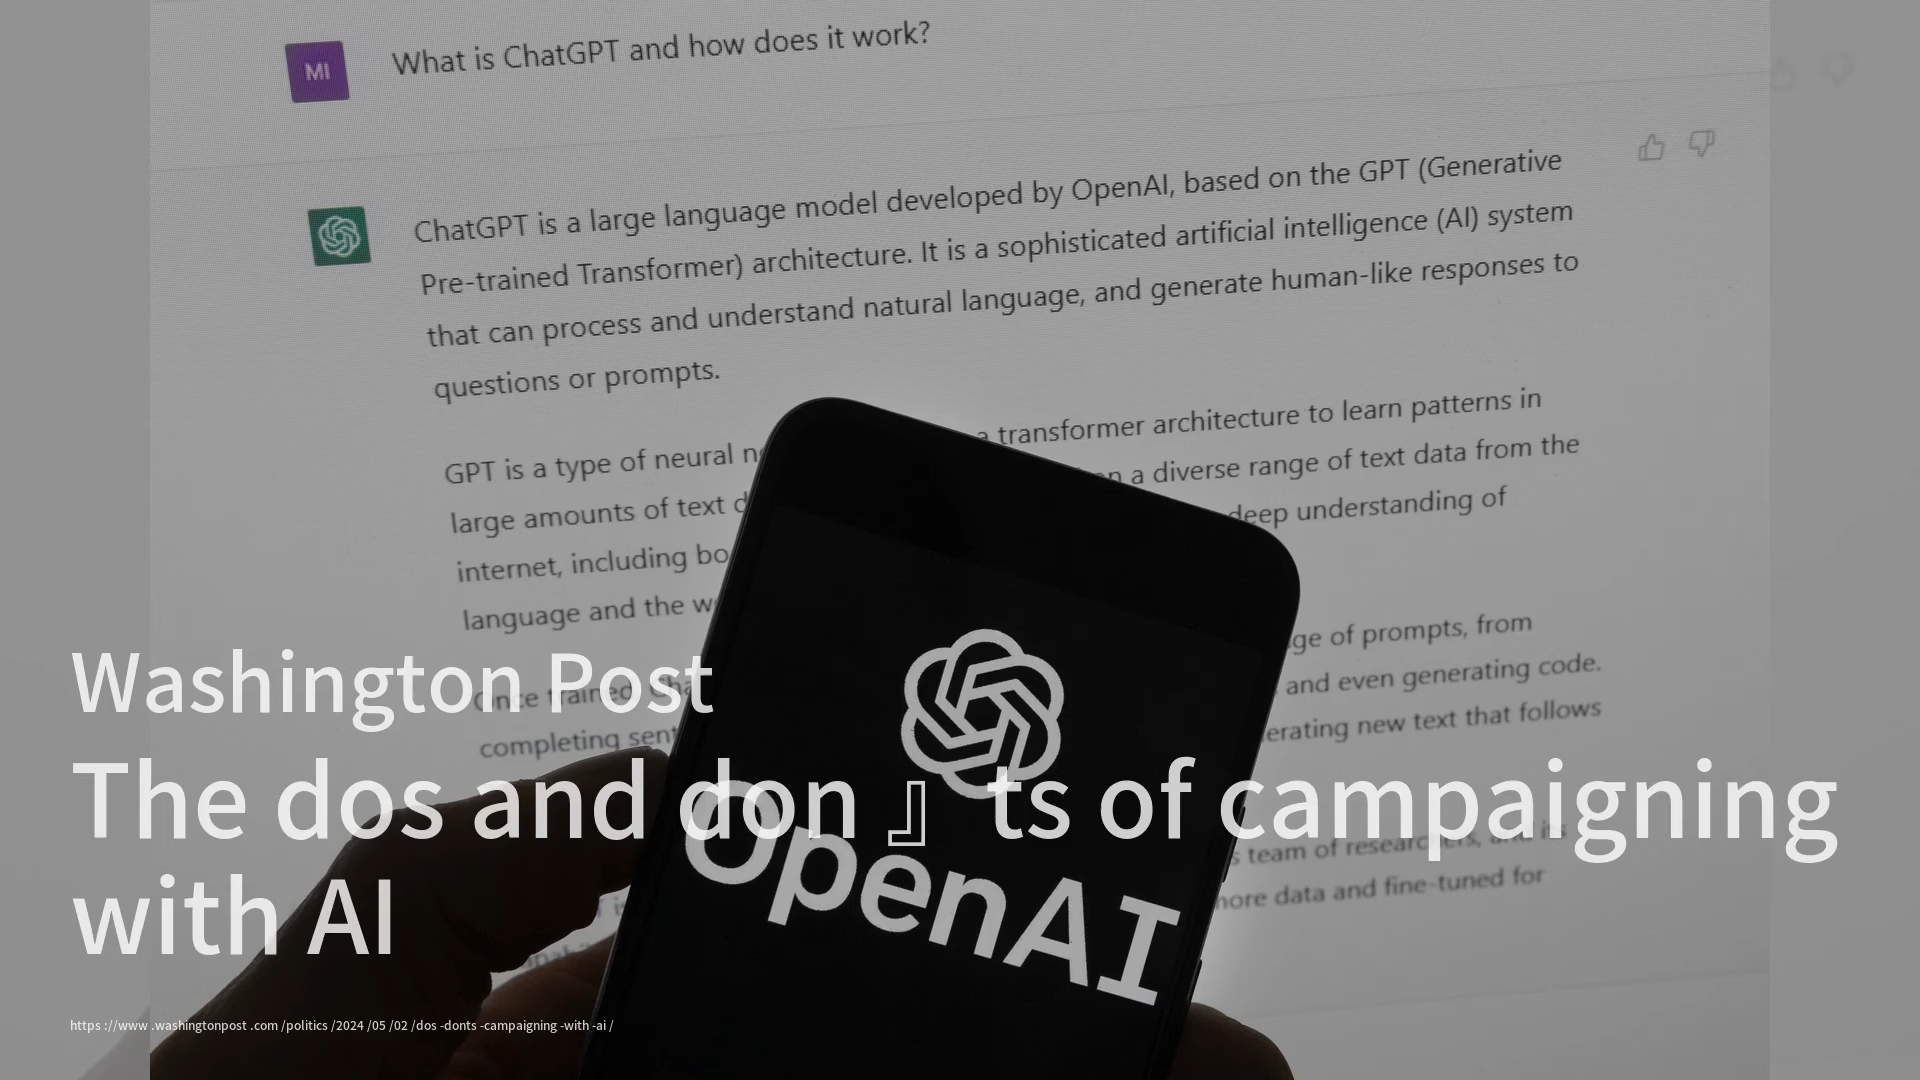 What is ChatGPT and how does it work?
MI
ChatGPT is a large language model developed by OpenAI, based on the GPT (Generative
Pre-trained Transformer) architecture. It is a sophisticated artificial intelligence (AI) system
that can process and understand natural language, and generate human-like responses to
questions or prompts.
GPT is a type of neural a transformer architecture to learn patterns in
large amounts of text a diverse range of text data from the
internet, including deep understanding of
language and the
of prompts, from
Once trained and even generating code.
completing generating new text that follows
team of researchers, and its
more data and fine-tuned for
OpenAI
Washington Post
The dos and don』ts of campaigning
with AI
https://www.washingtonpost.com/politics/2024/05/02/dos-donts-campaigning-with-ai/